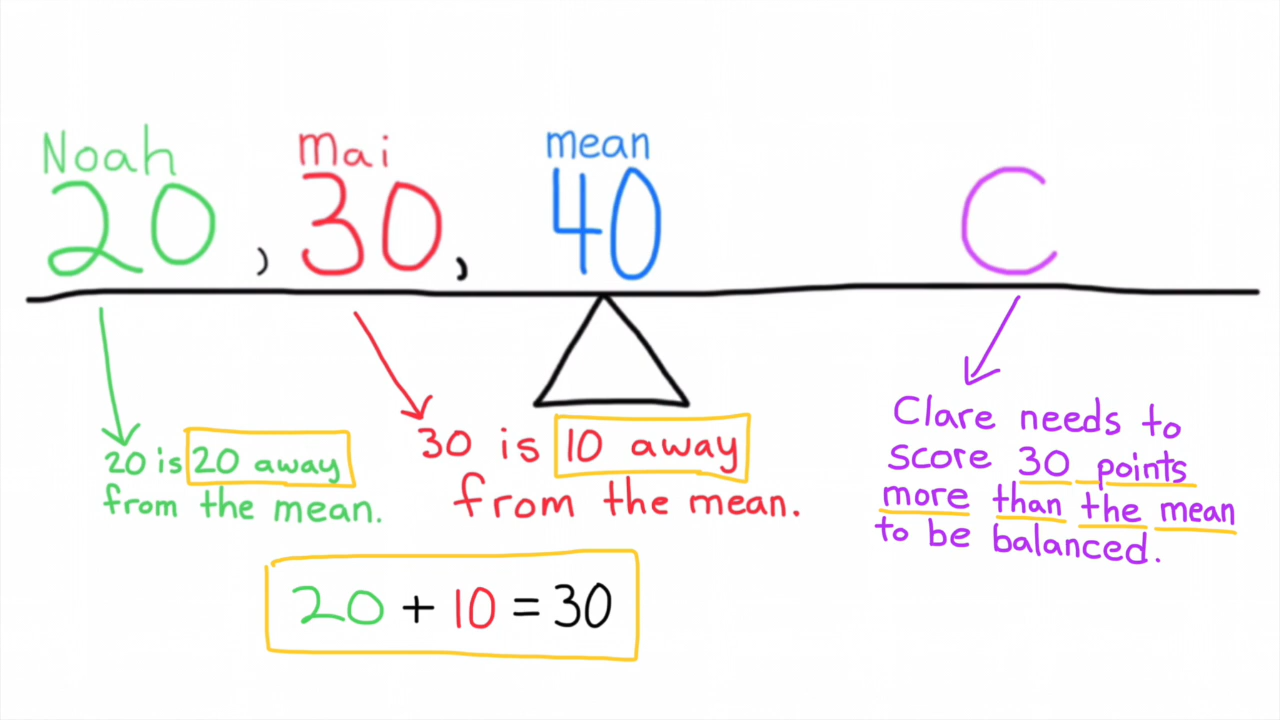 Noah Mai mean
20 , 30, 40 C
20 is 20 away
from the mean.
30 is 10 away
from the mean.
Clare needs to
score 30 points
more than the mean
to be balanced.
20 + 10 = 30